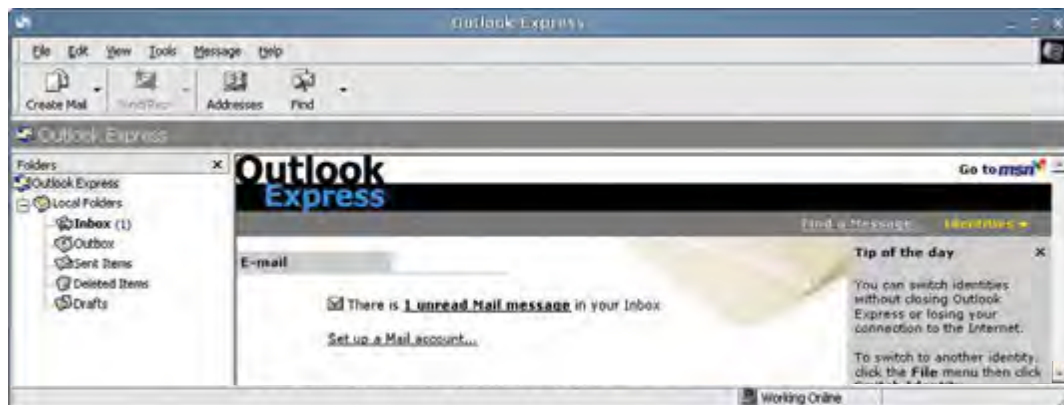 Outlook Express
File Edit View Tools Message Help
Create Mail Send/Recv Addresses Find
Outlook Express
Folders
Outlook Express
Local Folders
Inbox (1)
Outbox
Sent Items
Deleted Items
Drafts
Outlook
Express
Go to msn
Find a Message Identities
E-mail
There is 1 unread Mail message in your Inbox
Set up a Mail account...
Tip of the day
You can switch identities
without closing Outlook
Express or losing your
connection to the Internet.
To switch to another identity,
click the File menu then click
Working Online